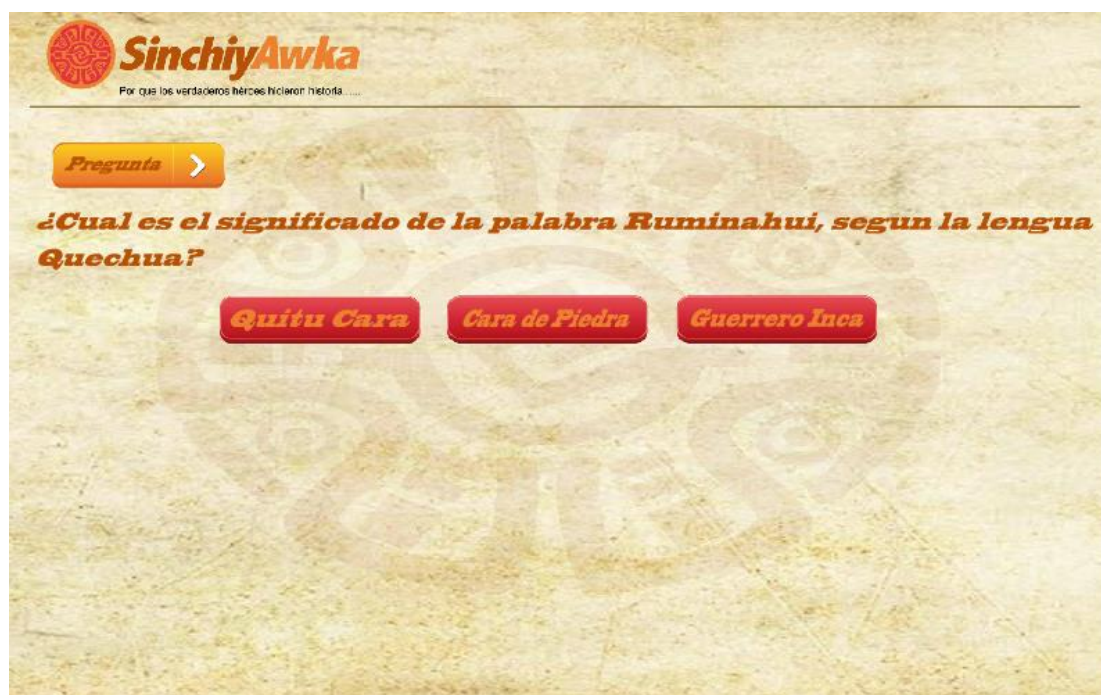 SinchiyAwka
Por que los verdaderos héroes hicieron historia.....
Pregunta
¿Cual es el significado de la palabra Ruminahui, segun la lengua
Quechua?
Quitu Cara
Cara de Piedra
Guerrero Inca